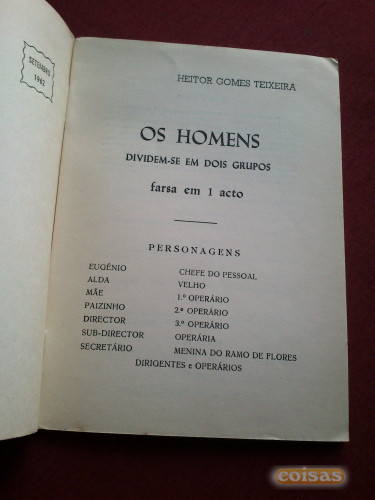 SETEMBRO
1962
HEITOR GOMES TEIXEIRA
OS HOMENS
DIVIDEM-SE EM DOIS GRUPOS
farsa em 1 acto
PERSONAGENS
EUGÉNIO CHEFE DO PESSOAL
ALDA VELHO
MÃE 1.º OPERÁRIO
PAIZINHO 2.º OPERÁRIO
DIRECTOR 3.º OPERÁRIO
SUB-DIRECTOR OPERÁRIA
SECRETÁRIO MENINA DO RAMO DE FLORES
DIRIGENTES e OPERÁRIOS
coisas